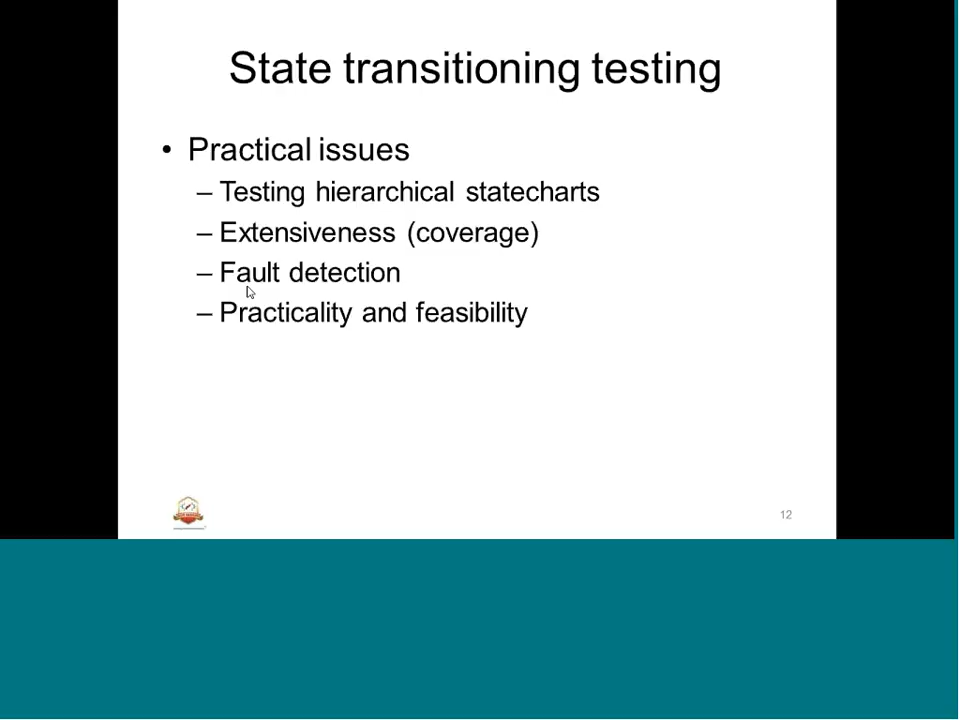 State transitioning testing
• Practical issues
– Testing hierarchical statecharts
– Extensiveness (coverage)
– Fault detection
– Practicality and feasibility
12